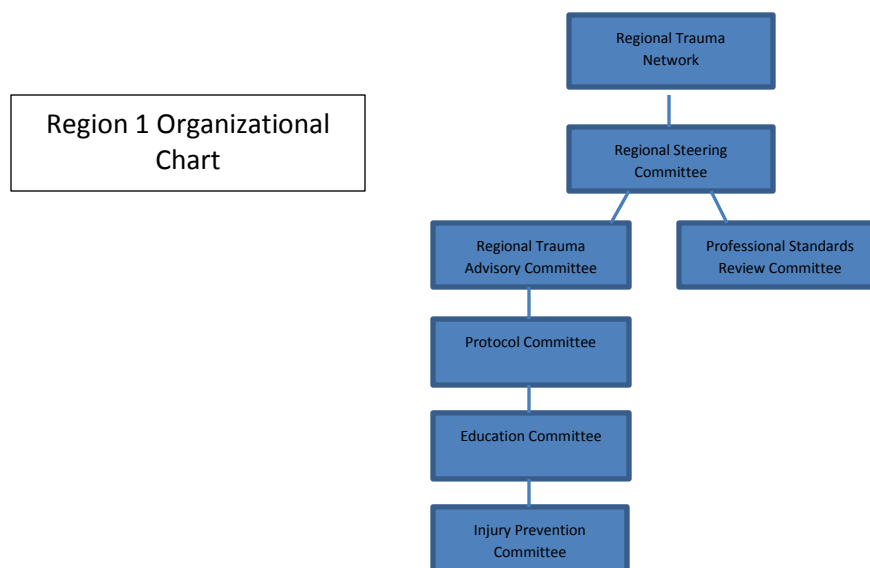 Regional Trauma
Network
Region 1 Organizational
Chart
Regional Steering
Committee
Regional Trauma
Advisory Committee
Professional Standards
Review Committee
Protocol Committee
Education Committee
Injury Prevention
Committee